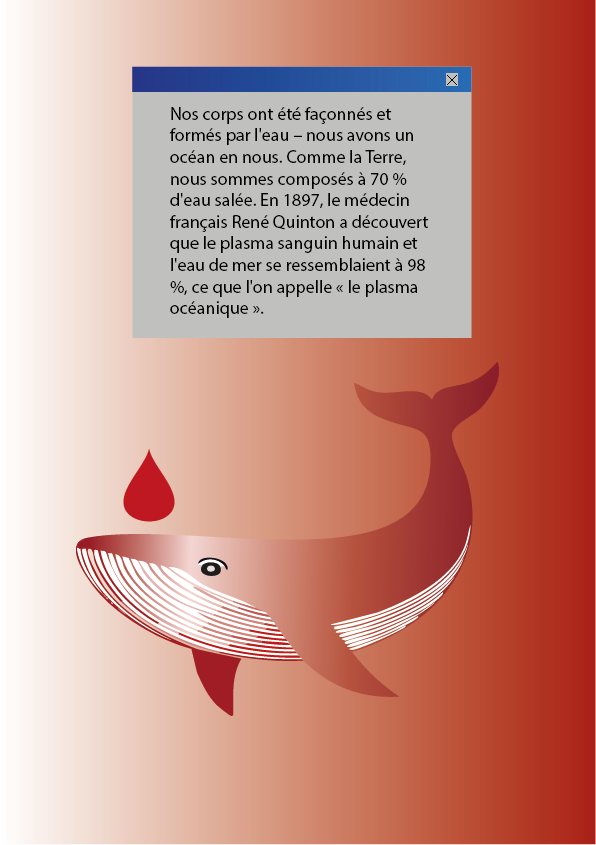 Nos corps ont été façonnés et
formés par l'eau – nous avons un
océan en nous. Comme la Terre,
nous sommes composés à 70 %
d'eau salée. En 1897, le médecin
français René Quinton a découvert
que le plasma sanguin humain et
l'eau de mer se ressemblaient à 98
%, ce que l'on appelle « le plasma
océanique ».